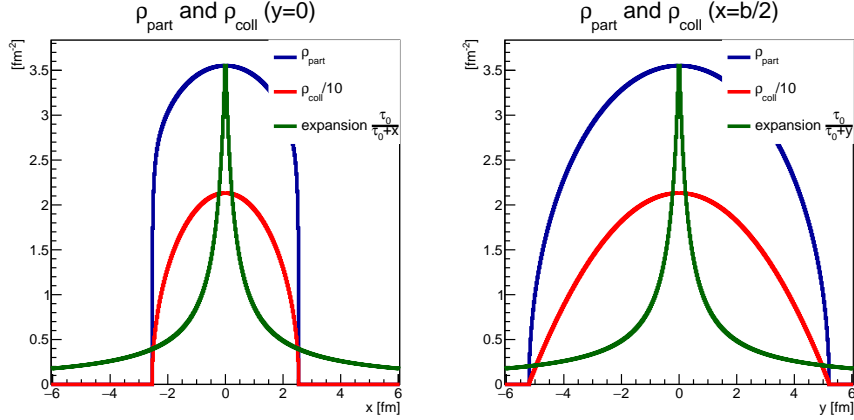 ρpart and ρcoll (y=0)
[fm-2]
ρpart
ρcoll/10
expansion τ0/τ0+x
3.5
3
2.5
2
1.5
1
0.5
0
−6 −4 −2 0 2 4 6
x [fm]
ρpart and ρcoll (x=b/2)
[fm-2]
ρpart
ρcoll/10
expansion τ0/τ0+y
3.5
3
2.5
2
1.5
1
0.5
0
−6 −4 −2 0 2 4 6
y [fm]